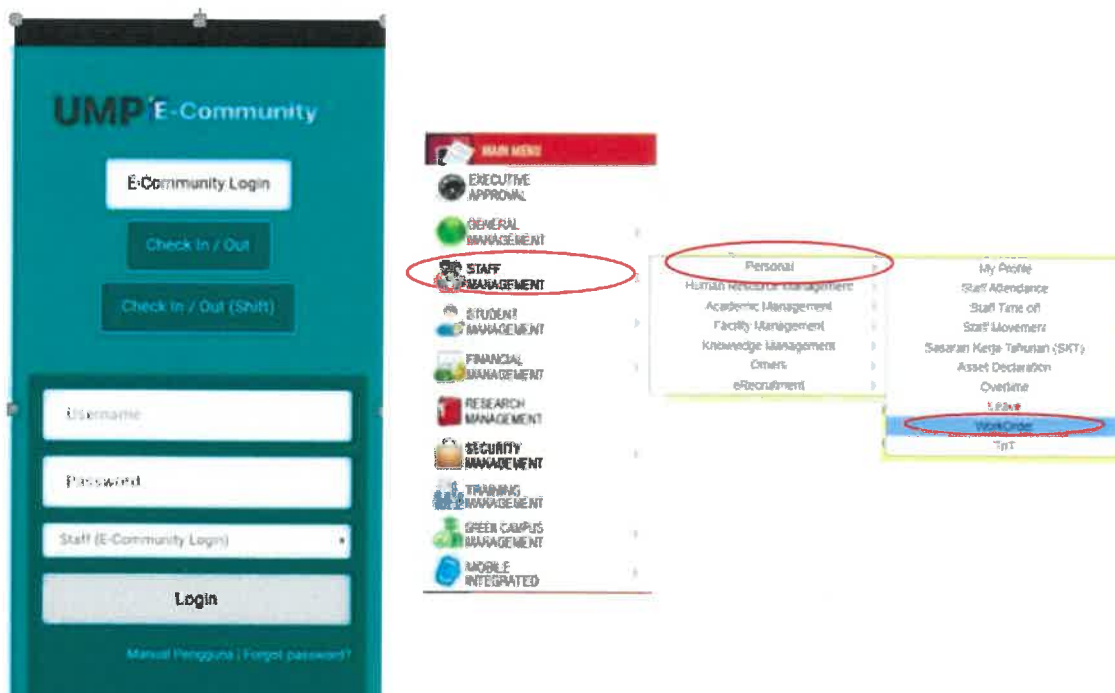 UMP E-Community
E-Community Login
Check In / Out
Check In / Out (Shift)
Username
Password
Staff (E-Community Login)
Login
Manual Pengguna | Forgot password?
MAIN MENU
EXECUTIVE
APPROVAL
GENERAL
MANAGEMENT
STAFF
MANAGEMENT
STUDENT
MANAGEMENT
FINANCIAL
MANAGEMENT
RESEARCH
MANAGEMENT
SECURITY
MANAGEMENT
TRAINING
MANAGEMENT
GREEN CAMPUS
MANAGEMENT
MOBILE
INTEGRATED
Personal
Human Resource Management
Academic Management
Facility Management
Knowledge Management
Others
eRecruitment
My Profile
Staff Attendance
Staff Time off
Staff Movement
Sasaran Kerja Tahunan (SKT)
Asset Declaration
Overtime
Leave
WorkOrder